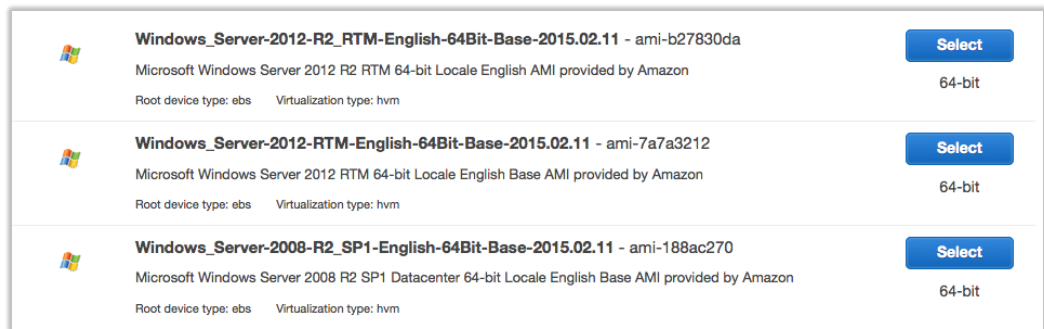 Windows_Server-2012-R2_RTM-English-64Bit-Base-2015.02.11 - ami-b27830da
Select
Microsoft Windows Server 2012 R2 RTM 64-bit Locale English AMI provided by Amazon
64-bit
Root device type: ebs Virtualization type: hvm
Windows_Server-2012-RTM-English-64Bit-Base-2015.02.11 - ami-7a7a3212
Select
Microsoft Windows Server 2012 RTM 64-bit Locale English Base AMI provided by Amazon
64-bit
Root device type: ebs Virtualization type: hvm
Windows_Server-2008-R2_SP1-English-64Bit-Base-2015.02.11 - ami-188ac270
Select
Microsoft Windows Server 2008 R2 SP1 Datacenter 64-bit Locale English Base AMI provided by Amazon
64-bit
Root device type: ebs Virtualization type: hvm